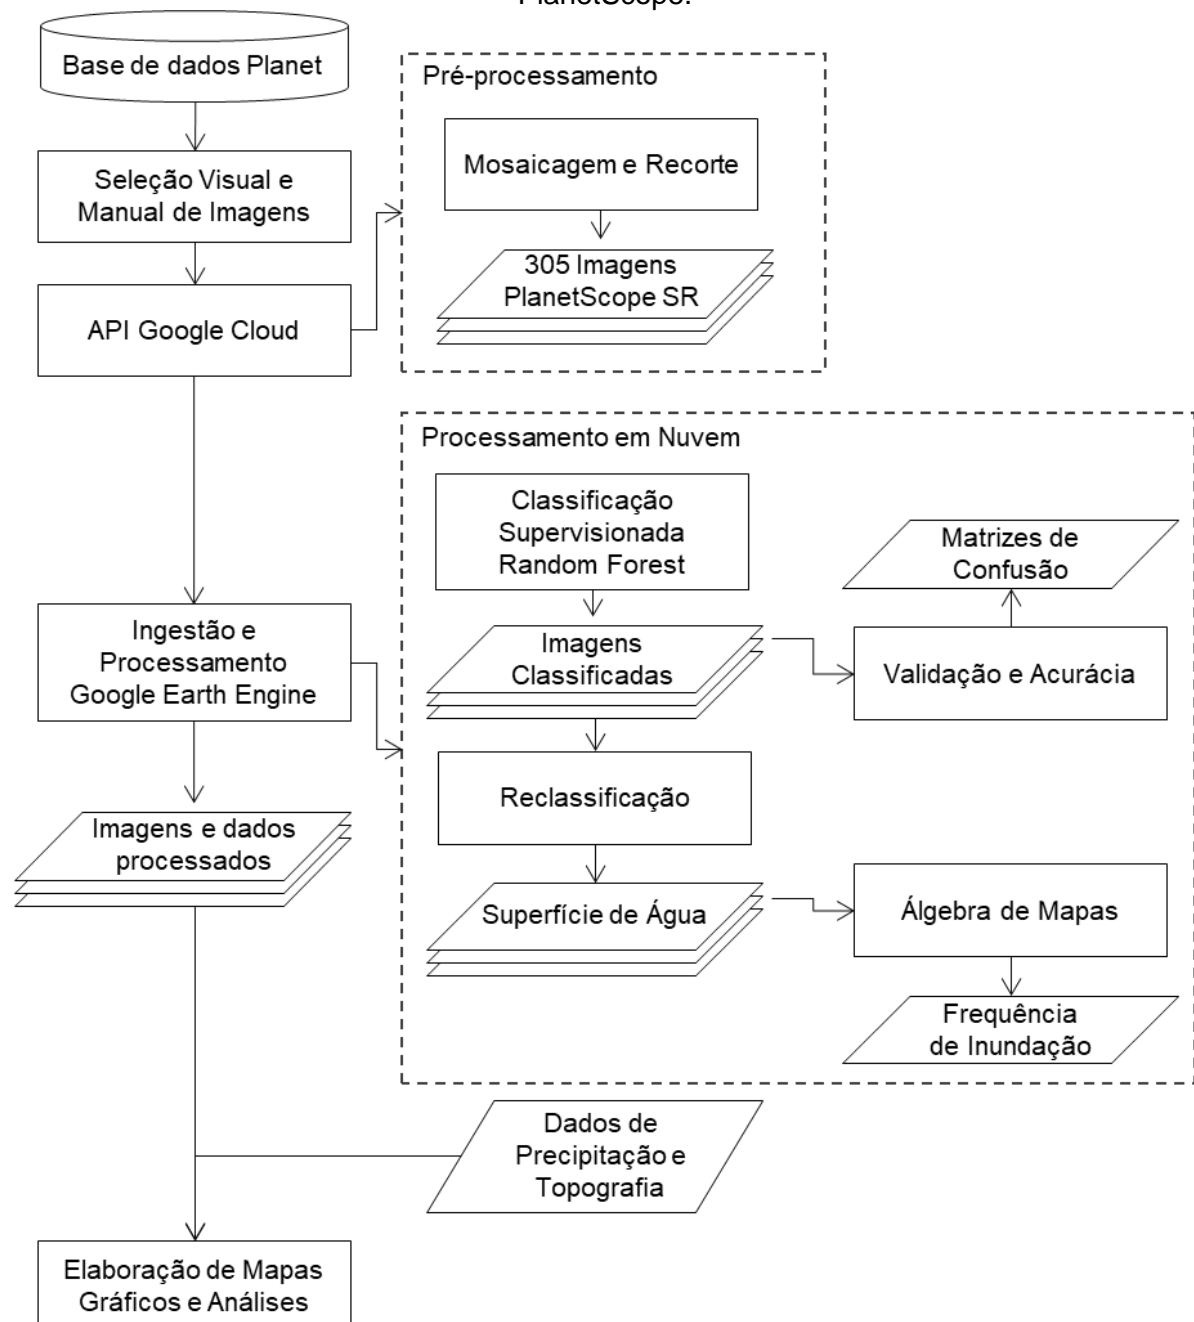 PlanetScope.
Base de dados Planet
Seleção Visual e
Manual de Imagens
API Google Cloud
Pré-processamento
Mosaicagem e Recorte
305 Imagens
PlanetScope SR
Processamento em Nuvem
Classificação
Supervisionada
Random Forest
Imagens
Classificadas
Matrizes de
Confusão
Validação e Acurácia
Ingestão e
Processamento
Google Earth Engine
Reclassificação
Imagens e dados
processados
Superfície de Água
Álgebra de Mapas
Frequência
de Inundação
Dados de
Precipitação e
Topografia
Elaboração de Mapas
Gráficos e Análises